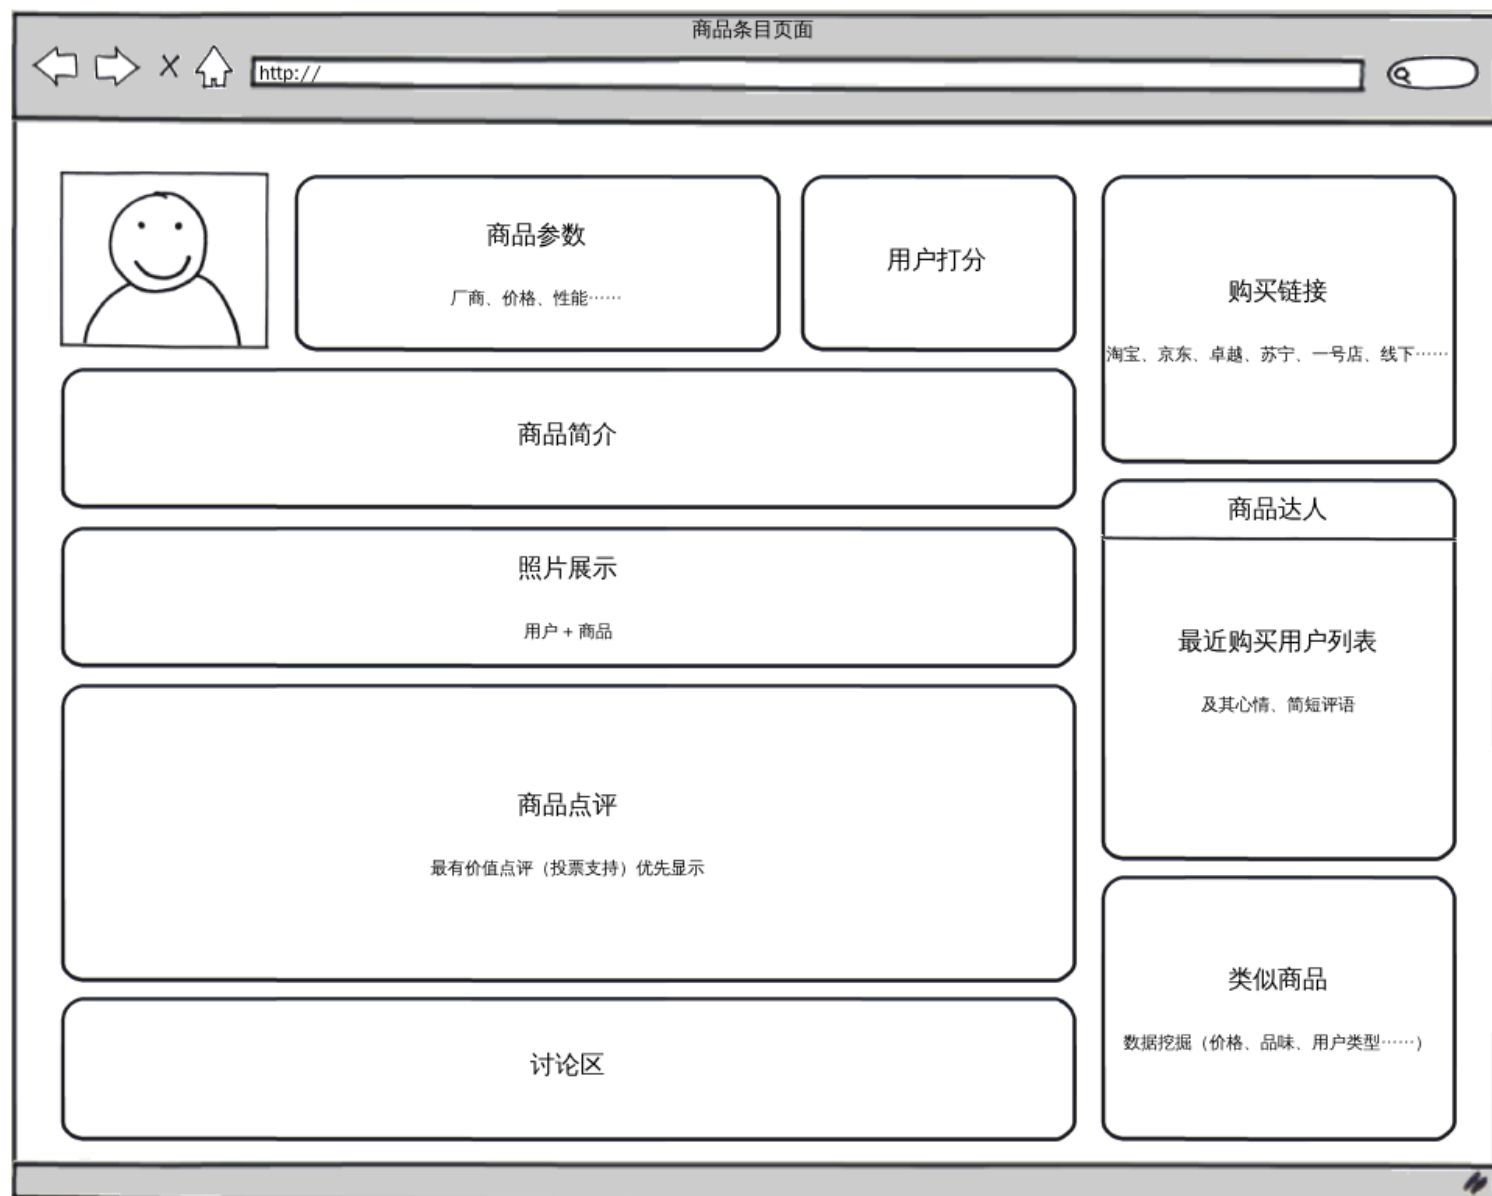 商品条目页面
http://
商品参数
厂商、价格、性能……
用户打分
购买链接
淘宝、京东、卓越、苏宁、一号店、线下……
商品简介
商品达人
照片展示
用户 + 商品
最近购买用户列表
及其心情、简短评语
商品点评
最有价值点评（投票支持）优先显示
类似商品
数据挖掘（价格、品味、用户类型……）
讨论区